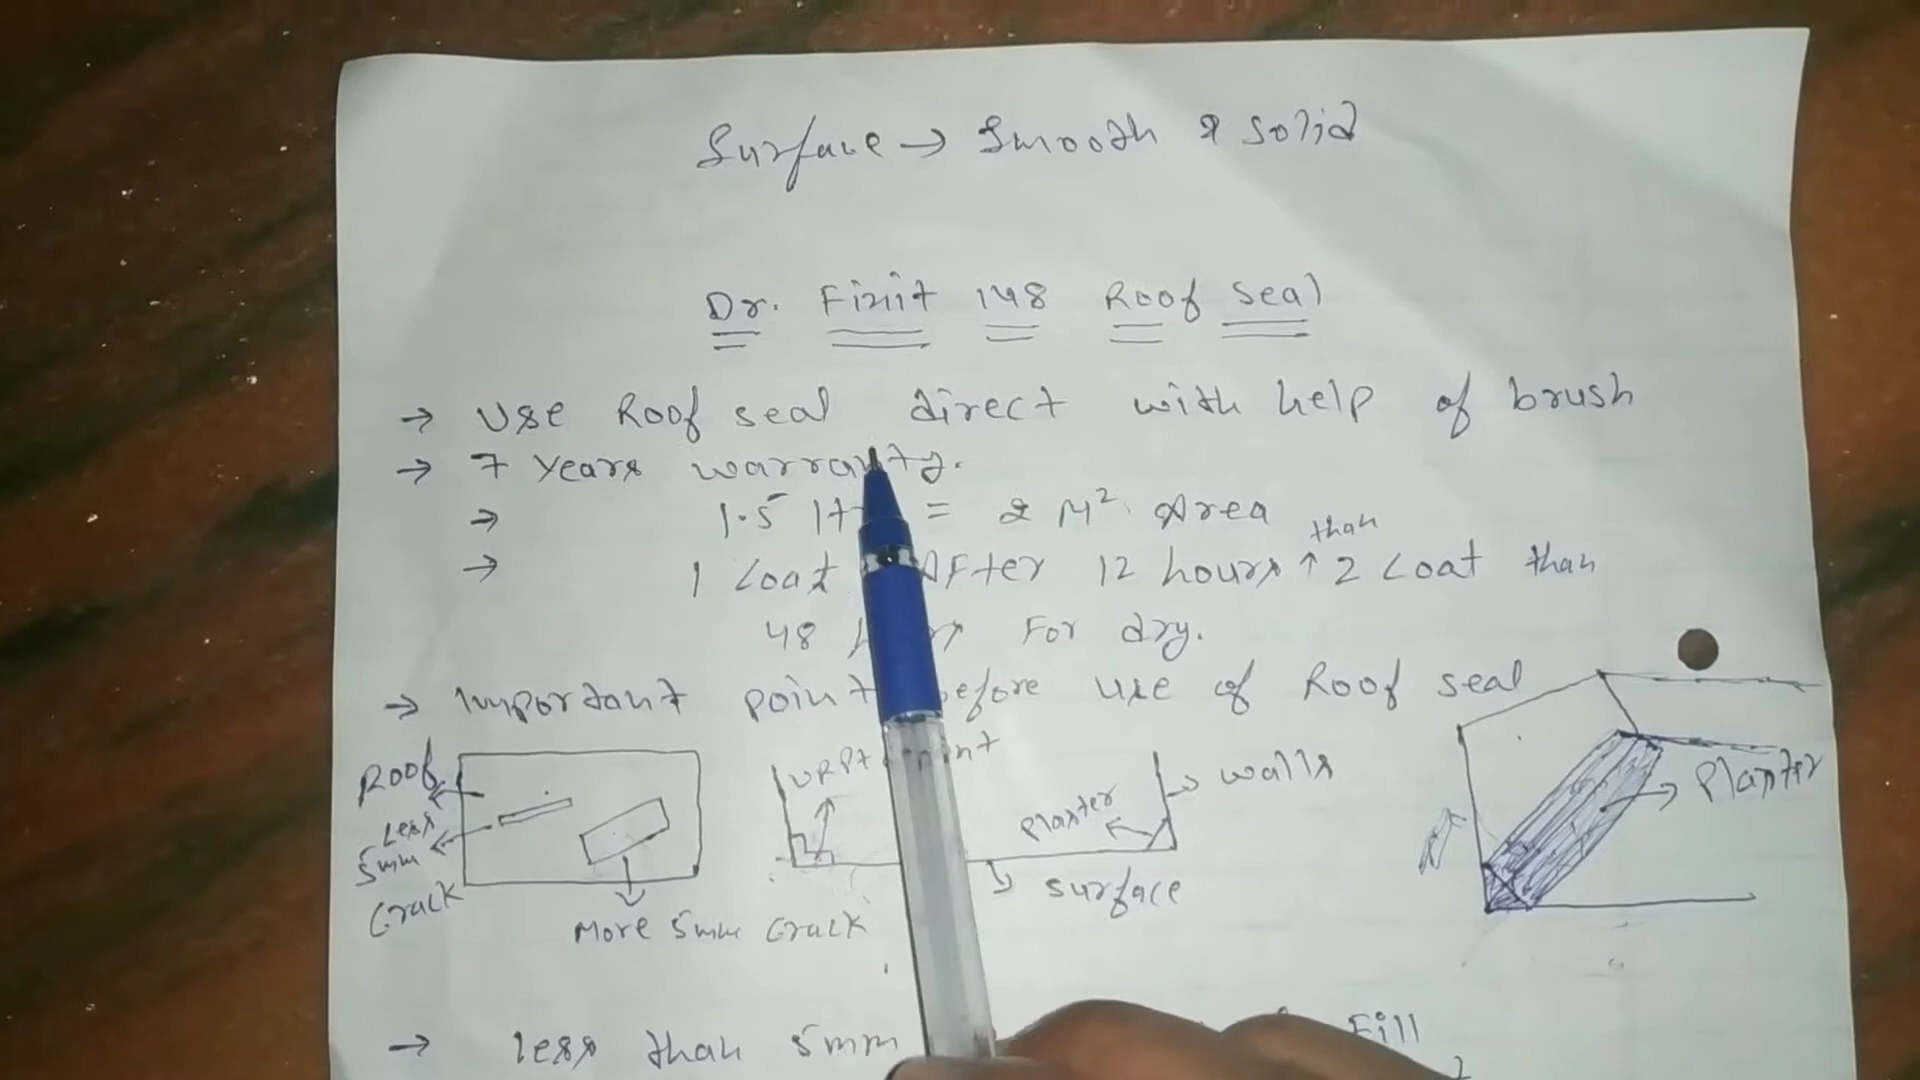 Surface → Smooth & Solid
Dr. Fixit 148 Roof Seal
→ Use Roof seal direct with help of brush
→ 7 Years warranty.
→ 1.5 = 2 M² Area
than
→ 1 Coat After 12 hours ↑ 2 Coat than
48 For dry.
→ Important point before use of Roof seal
Roof
Less
5mm
Crack
More 5mm Crack
Plaster
walls
surface
Plaster
→ less than 5mm Fill